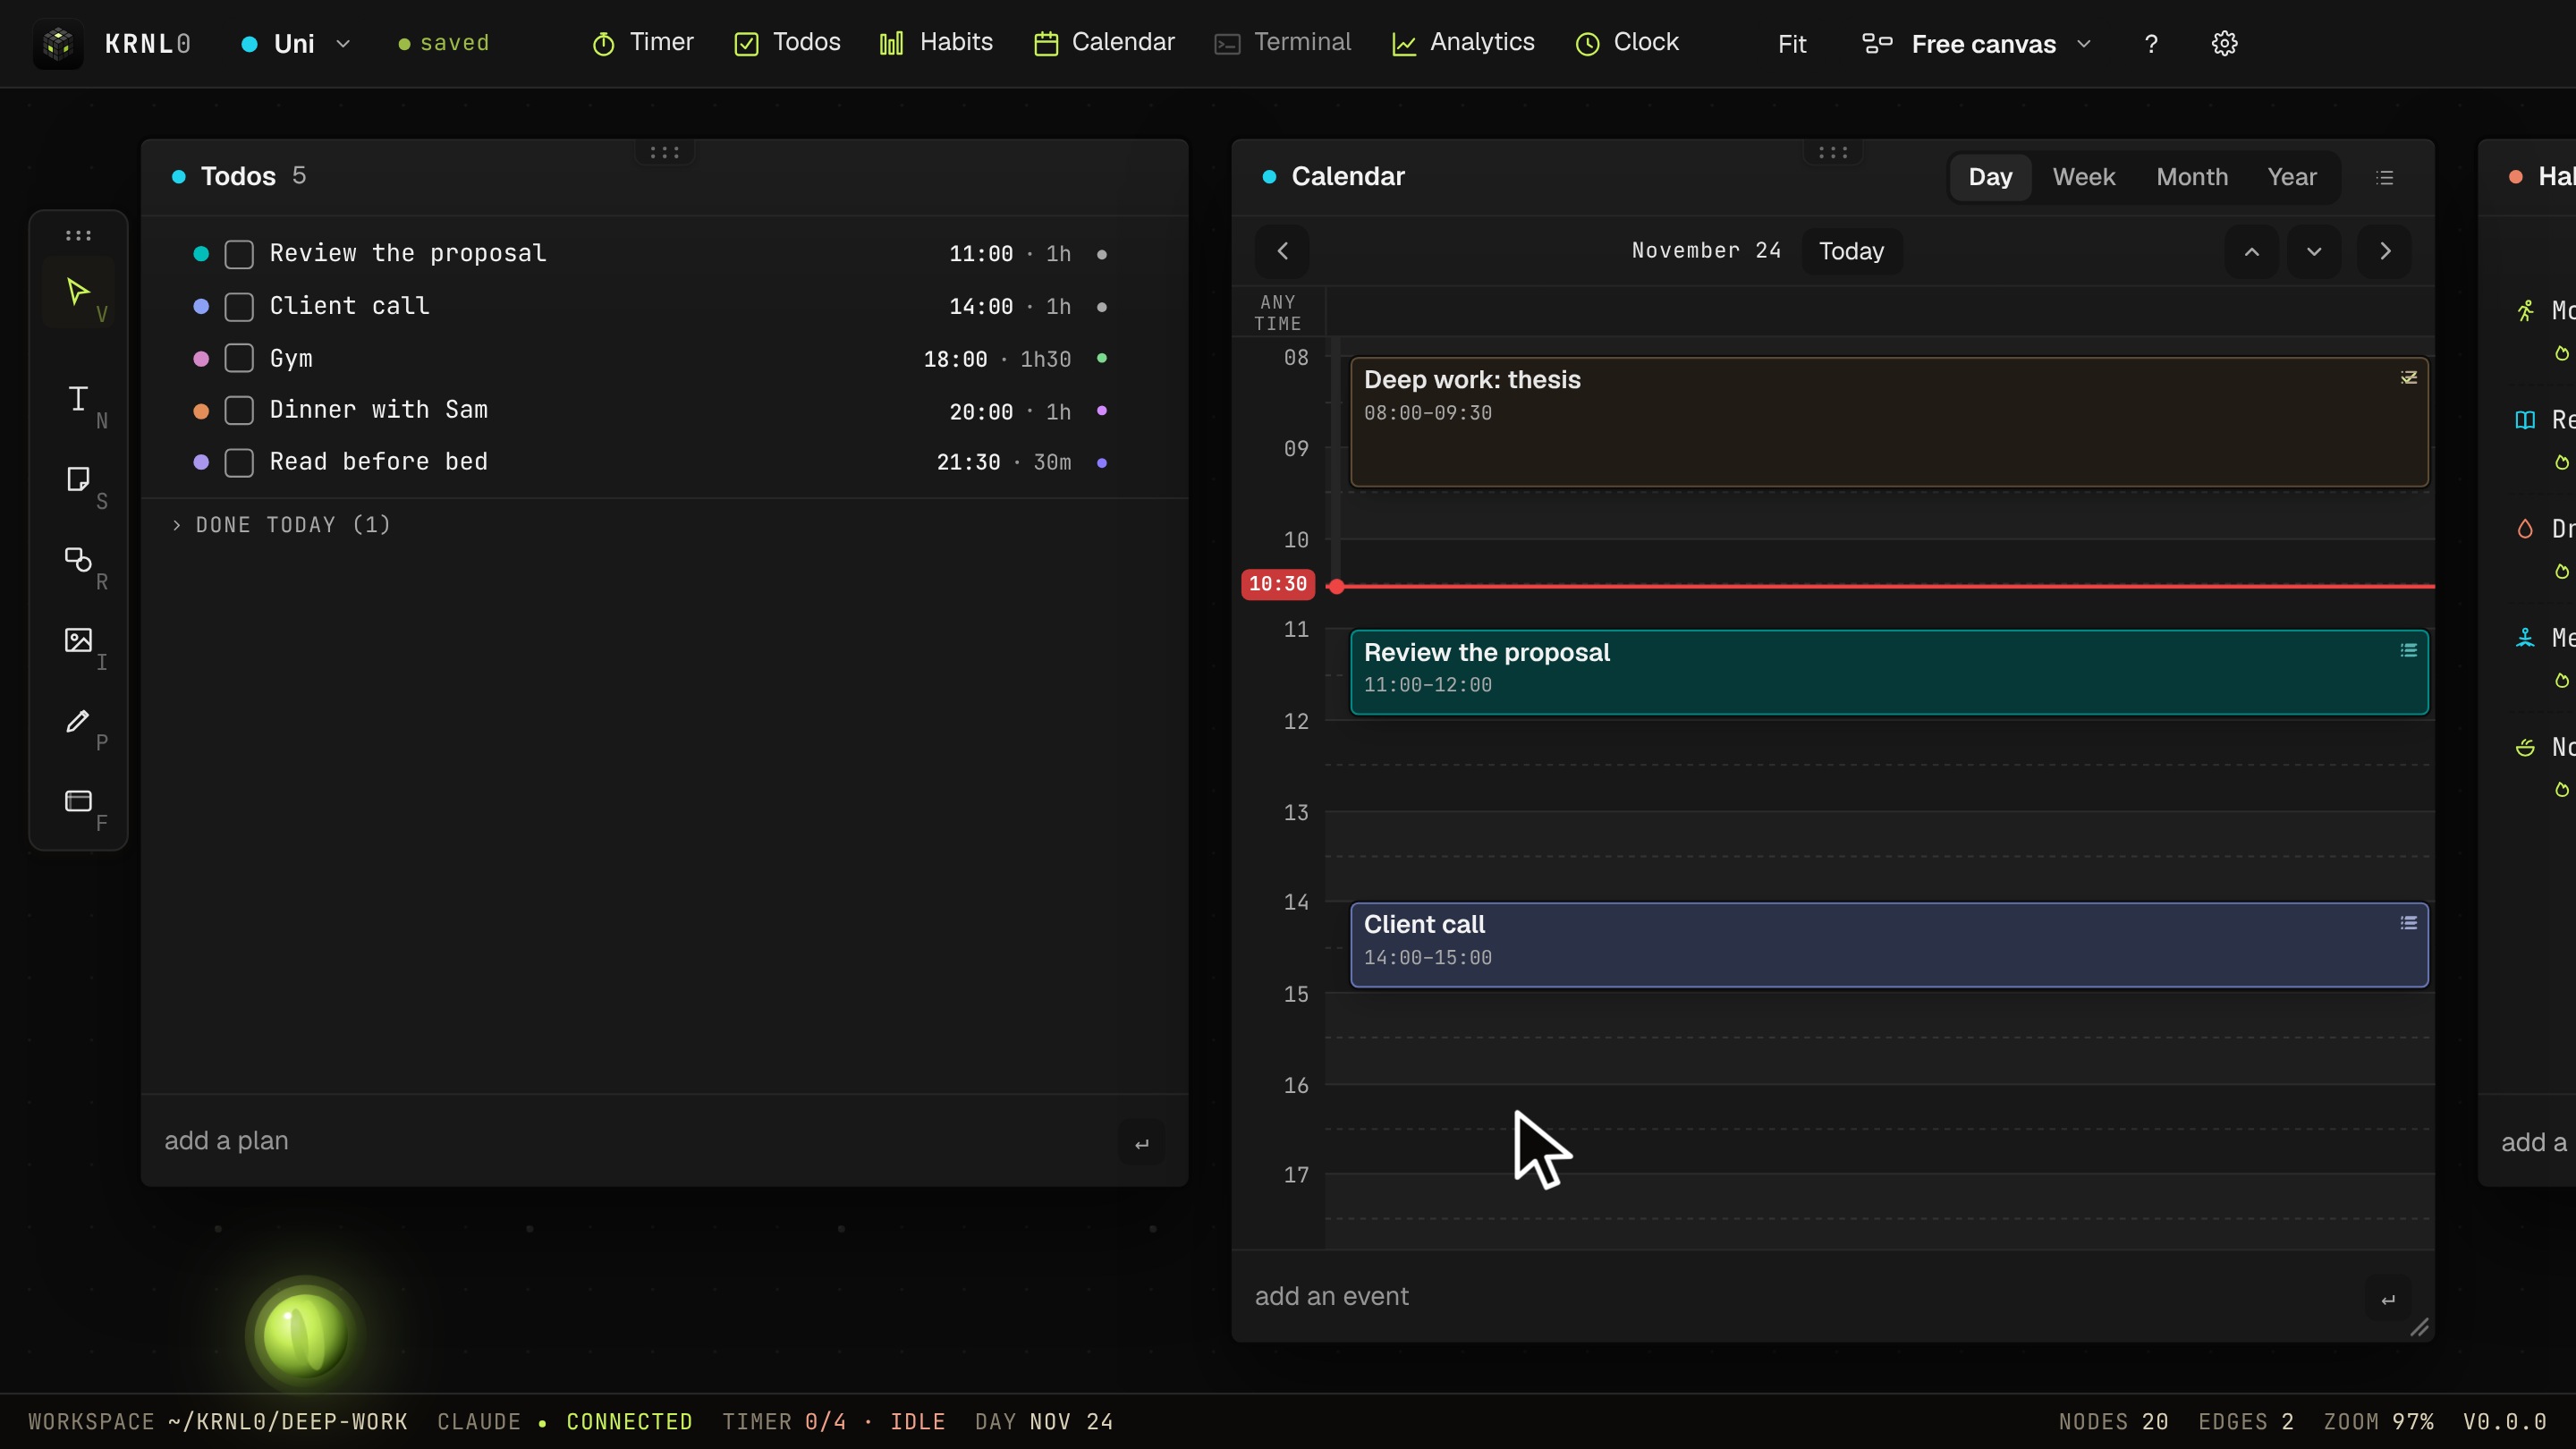 KRNL0 Uni saved Timer Todos Habits Calendar Terminal Analytics Clock Fit Free canvas ?
Todos 5
V
N
S
R
I
P
F
Review the proposal 11:00 · 1h
Client call 14:00 · 1h
Gym 18:00 · 1h30
Dinner with Sam 20:00 · 1h
Read before bed 21:30 · 30m
DONE TODAY (1)
add a plan
Calendar Day Week Month Year
November 24 Today
ANY
TIME
08
Deep work: thesis
08:00–09:30
09
10
10:30
11
Review the proposal
11:00–12:00
12
13
14
Client call
14:00–15:00
15
16
17
add an event
add a
WORKSPACE ~/KRNL0/DEEP-WORK CLAUDE • CONNECTED TIMER 0/4 · IDLE DAY NOV 24 NODES 20 EDGES 2 ZOOM 97% V0.0.0